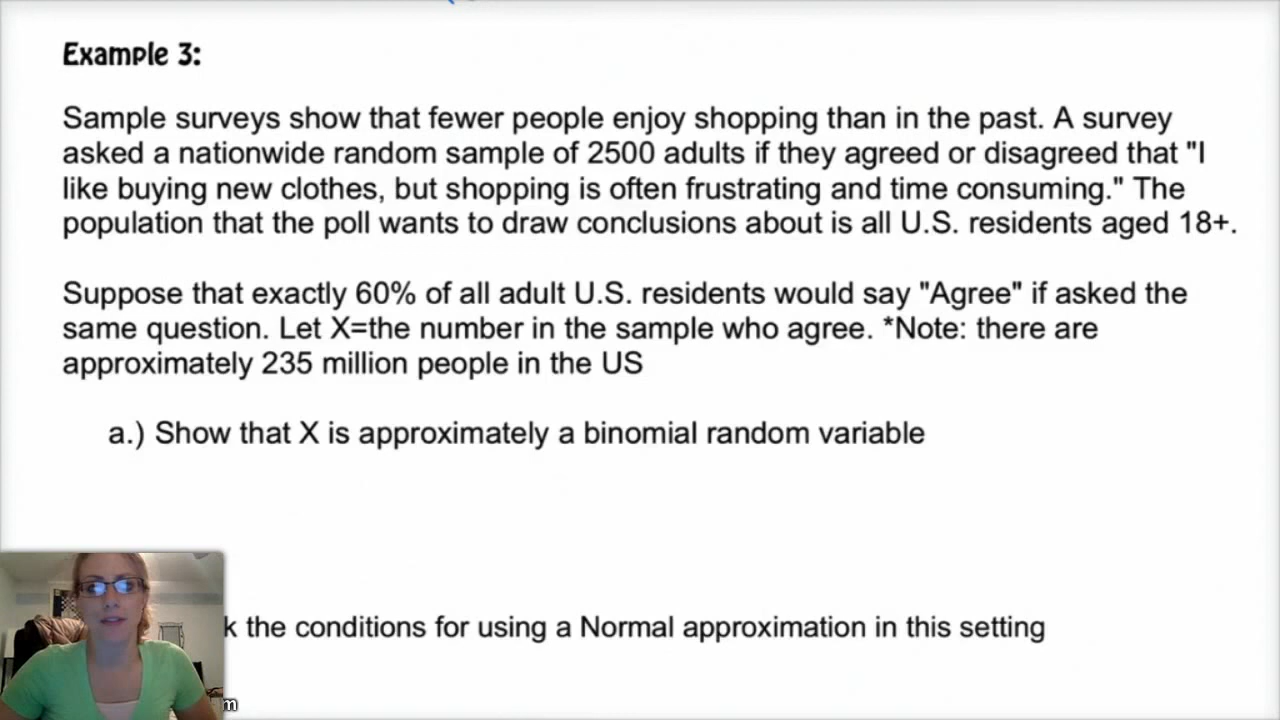 Example 3:
Sample surveys show that fewer people enjoy shopping than in the past. A survey
asked a nationwide random sample of 2500 adults if they agreed or disagreed that "I
like buying new clothes, but shopping is often frustrating and time consuming." The
population that the poll wants to draw conclusions about is all U.S. residents aged 18+.
Suppose that exactly 60% of all adult U.S. residents would say "Agree" if asked the
same question. Let X=the number in the sample who agree. *Note: there are
approximately 235 million people in the US
a.) Show that X is approximately a binomial random variable
k the conditions for using a Normal approximation in this setting
m